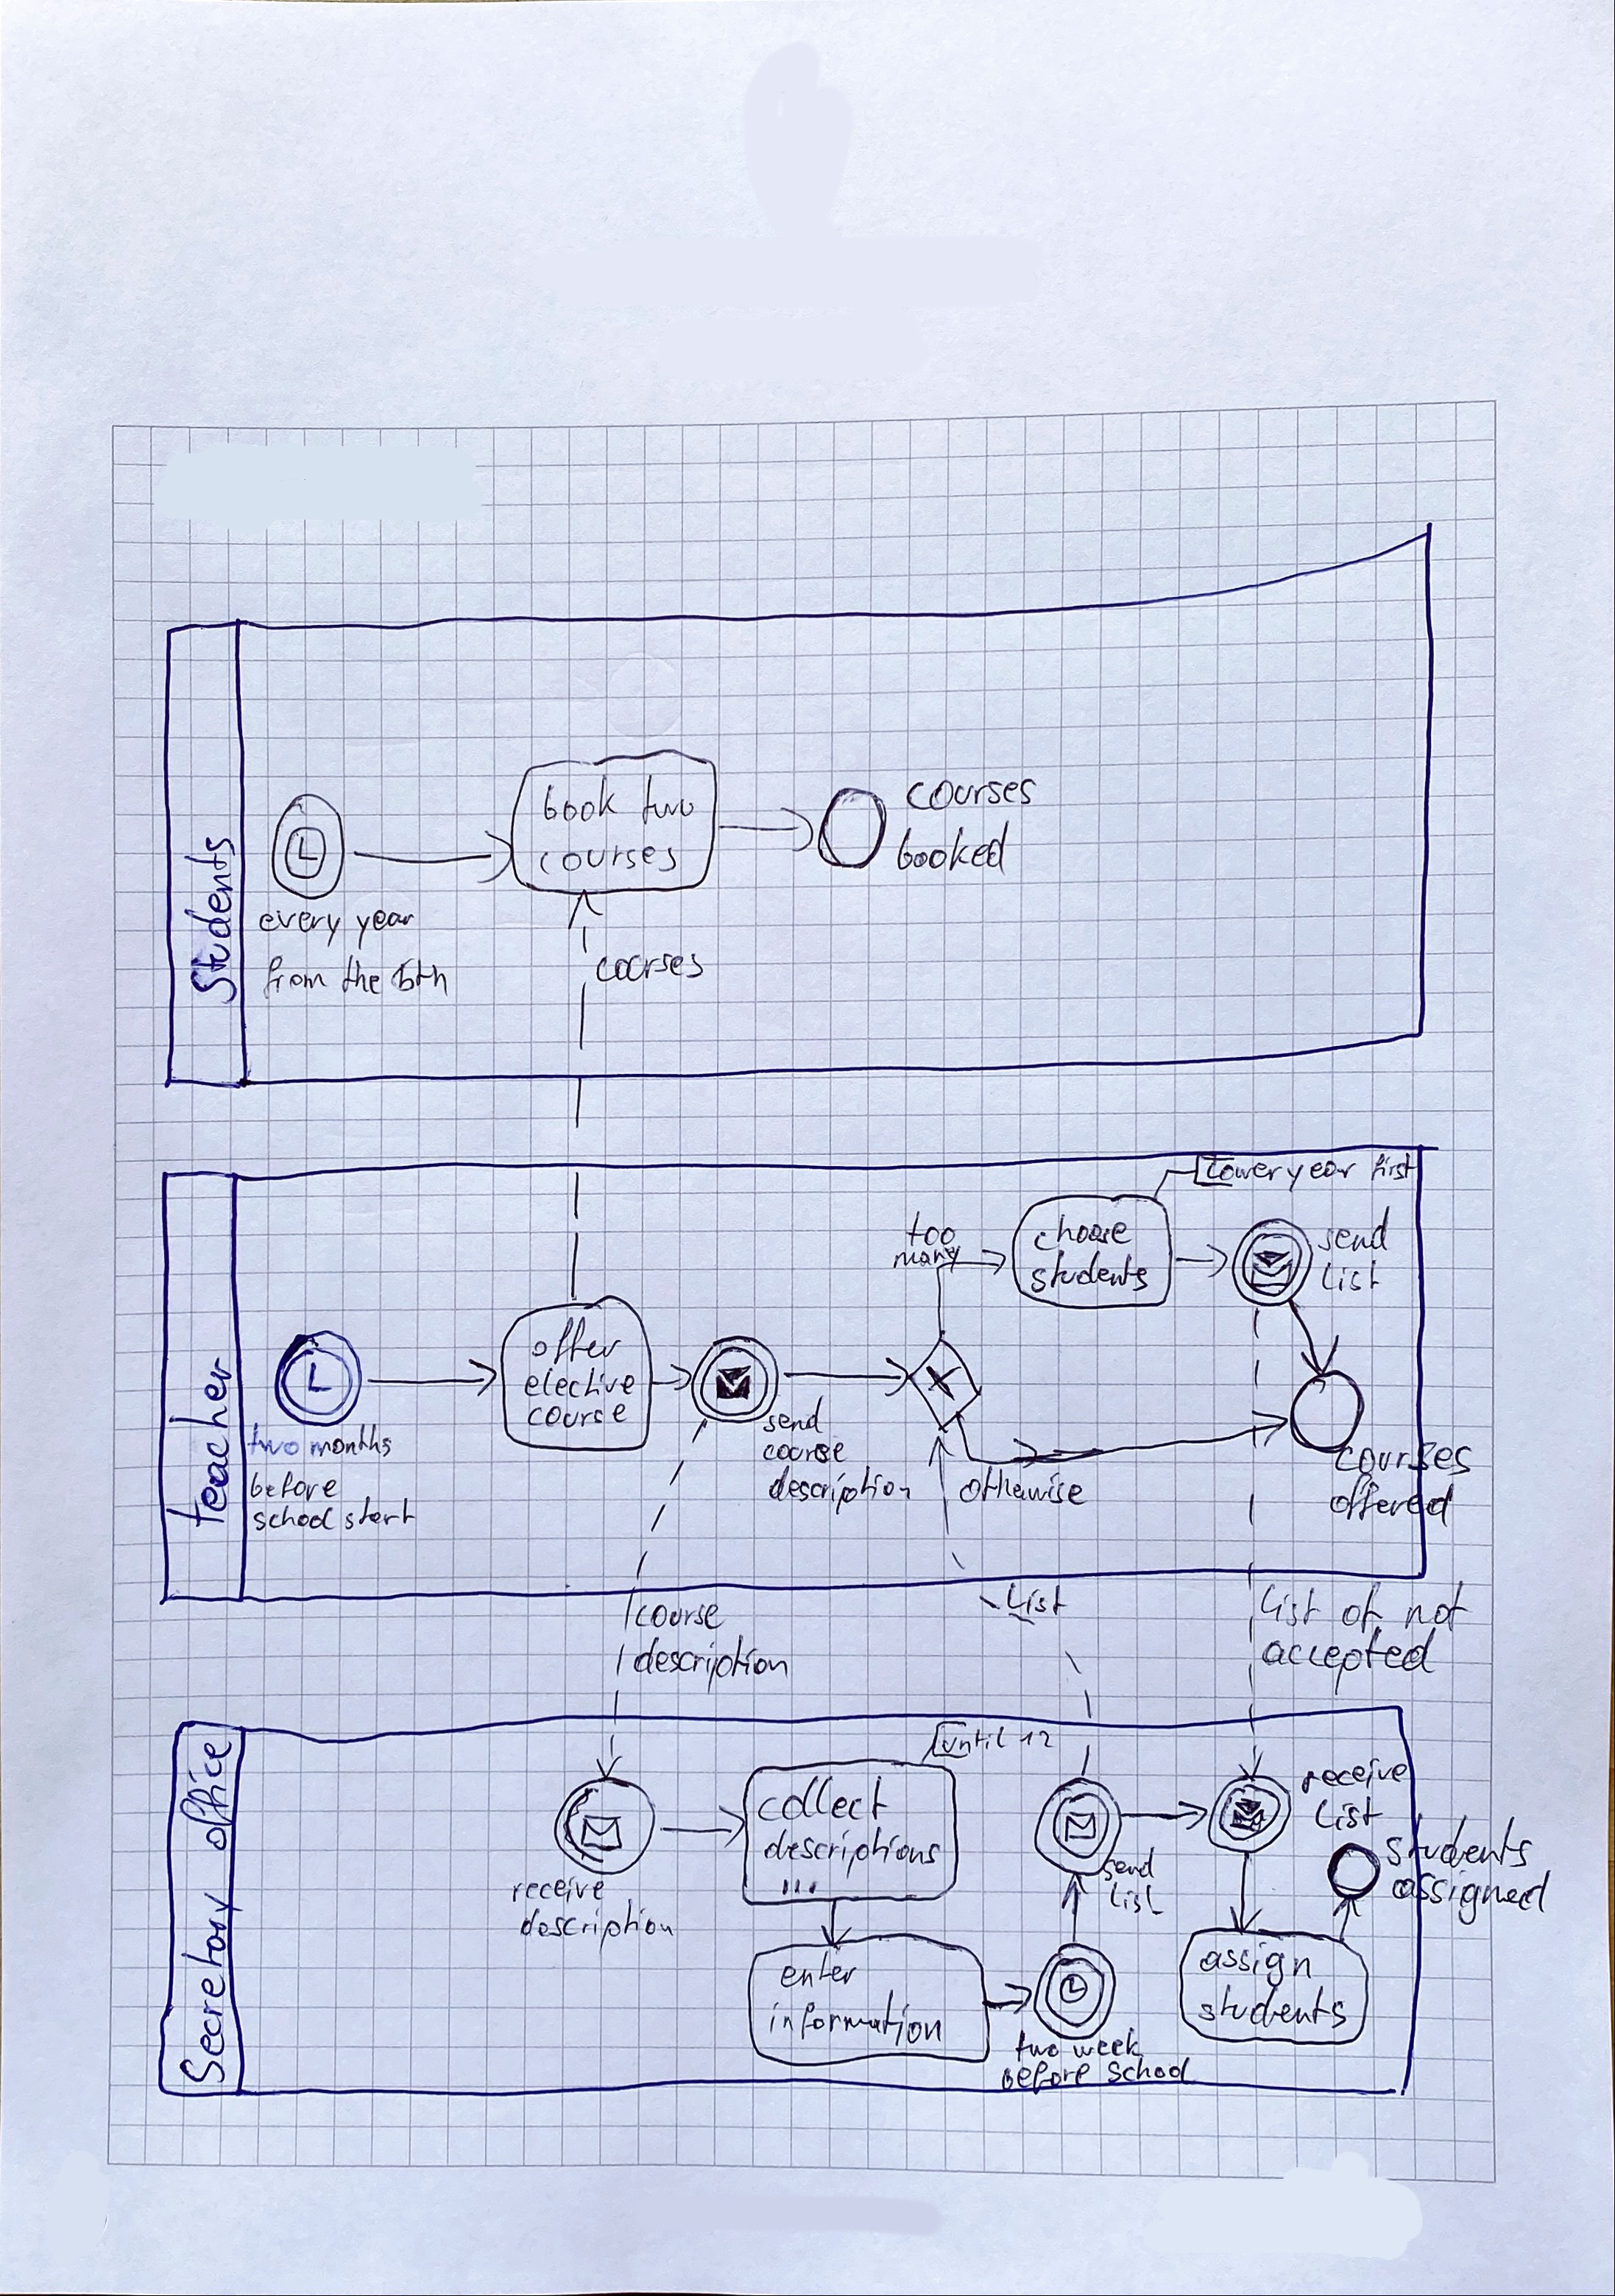 Students
book two
courses
courses
booked
every year
from the 5th
courses
teacher
lower year first
too
many
choose
students
send
list
offer
elective
course
two months
before
school start
send
course
description
otherwise
courses
offered
course
description
List
list of not
accepted
Secretary office
until 12
collect
descriptions
receive
description
send
list
receive
list
students
assigned
enter
information
two week
before school
assign
students